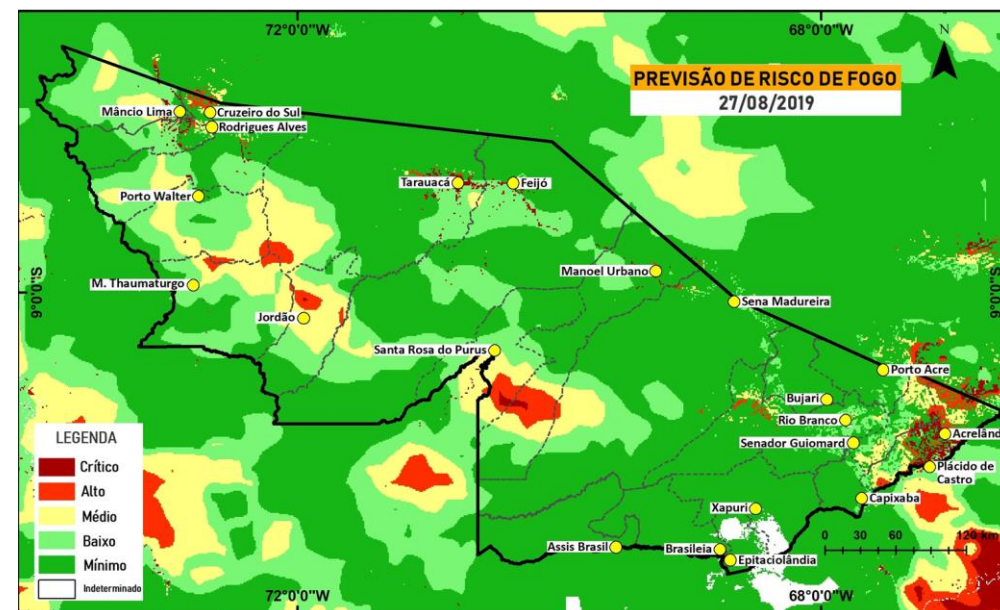 72°0'0"W
68°0'0"W
N
PREVISÃO DE RISCO DE FOGO
27/08/2019
Mâncio Lima
Cruzeiro do Sul
Rodrigues Alves
Tarauacá
Feijó
Porto Walter
Manoel Urbano
9°0'0"S
9°0'0"S
M. Thaumaturgo
Sena Madureira
Jordão
Santa Rosa do Purus
Porto Acre
Bujari
Rio Branco
Acrelând
Senador Guiomard
Plácido de
Castro
Capixaba
Xapuri
Assis Brasil
Brasileia
Epitaciolândia
0 30 60 90 120 km
LEGENDA
Crítico
Alto
Médio
Baixo
Mínimo
Indeterminado
72°0'0"W
68°0'0"W